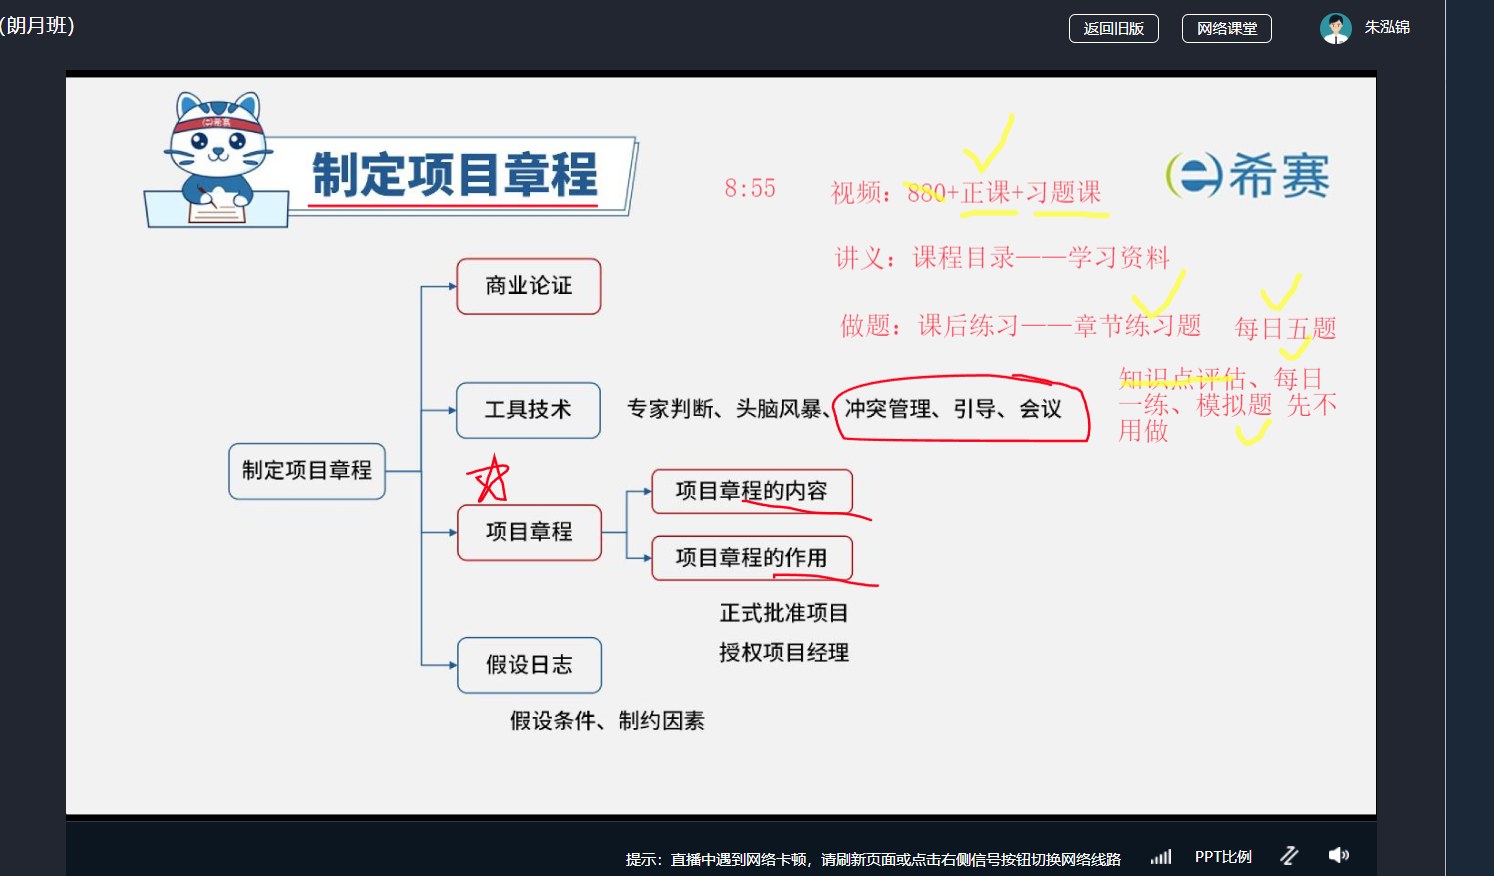 (朗月班)
返回旧版
网络课堂
朱泓锦
希赛
制定项目章程
8:55
视频：880+正课+习题课
希赛
讲义：课程目录——学习资料
商业论证
做题：课后练习——章节练习题 每日五题
知识点评估、每日
一练、模拟题 先不
用做
工具技术
专家判断、头脑风暴、冲突管理、引导、会议
制定项目章程
项目章程
项目章程的内容
项目章程的作用
正式批准项目
授权项目经理
假设日志
假设条件、制约因素
提示：直播中遇到网络卡顿，请刷新页面或点击右侧信号按钮切换网络线路
PPT比例